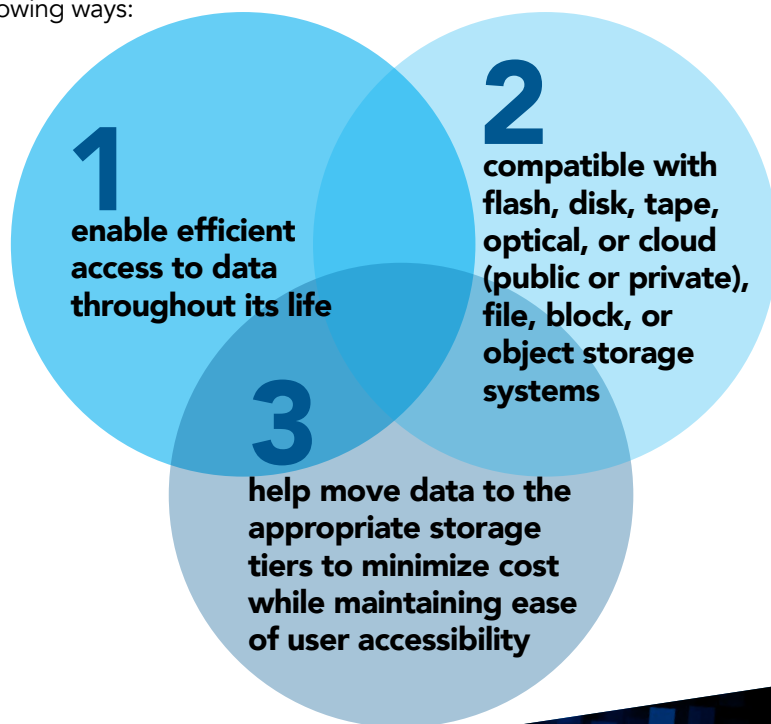 owing ways:
1
enable efficient
access to data
throughout its life
2
compatible with
flash, disk, tape,
optical, or cloud
(public or private),
file, block, or
object storage
systems
3
help move data to the
appropriate storage
tiers to minimize cost
while maintaining ease
of user accessibility